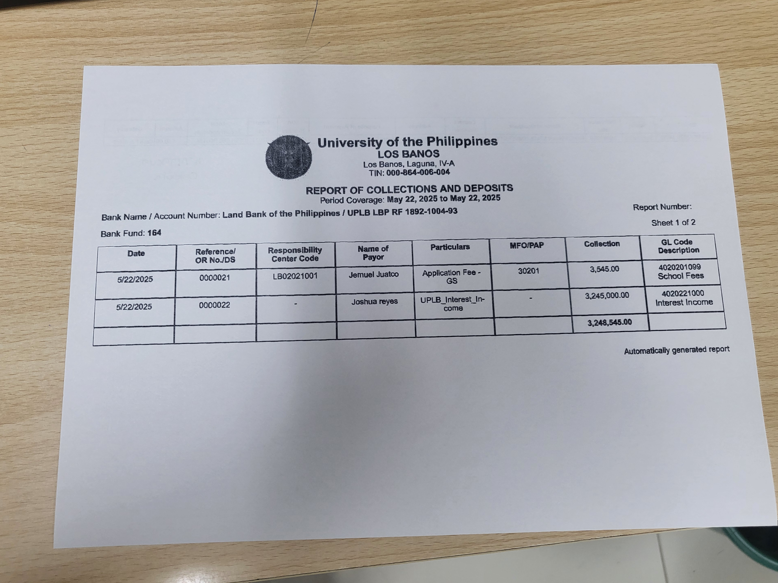 University of the Philippines
LOS BANOS
Los Banos, Laguna, IV-A
TIN: 000-864-006-004
REPORT OF COLLECTIONS AND DEPOSITS
Period Coverage: May 22, 2025 to May 22, 2025
Bank Name / Account Number: Land Bank of the Philippines / UPLB LBP RF 1892-1004-93
Report Number:
Bank Fund: 164
Sheet 1 of 2
Date Reference/ OR No./DS Responsibility Center Code Name of Payor Particulars MFO/PAP Collection GL Code Description
5/22/2025 0000021 LB02021001 Jemuel Juatco Application Fee - GS 30201 3,545.00 4020201099 School Fees
5/22/2025 0000022 - Joshua reyes UPLB_Interest_In- come - 3,245,000.00 4020221000 Interest Income
3,248,545.00
Automatically generated report